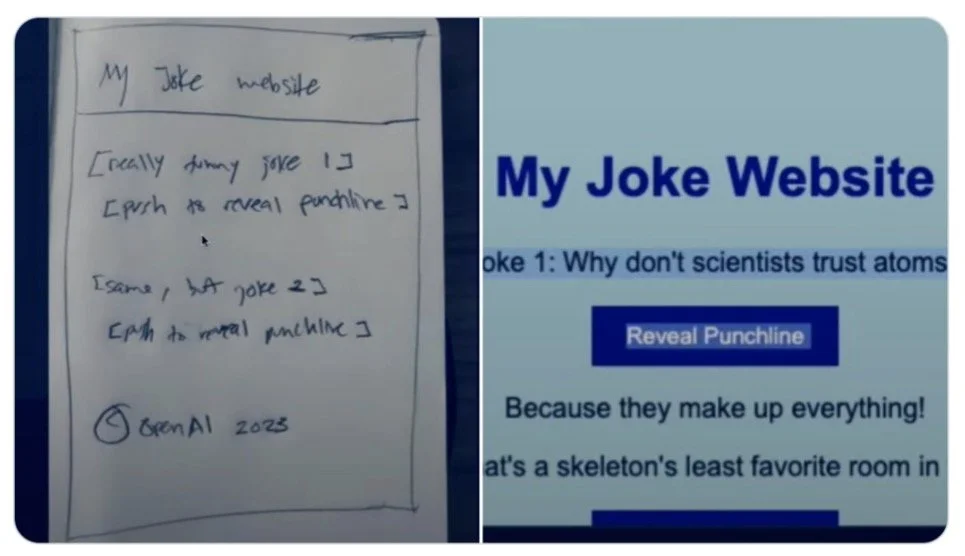 My Joke website
[really funny joke 1]
[push to reveal punchline]
[same, but joke 2]
[push to reveal punchline]
© OpenAI 2023
My Joke Website
oke 1: Why don't scientists trust atoms
Reveal Punchline
Because they make up everything!
at's a skeleton's least favorite room in